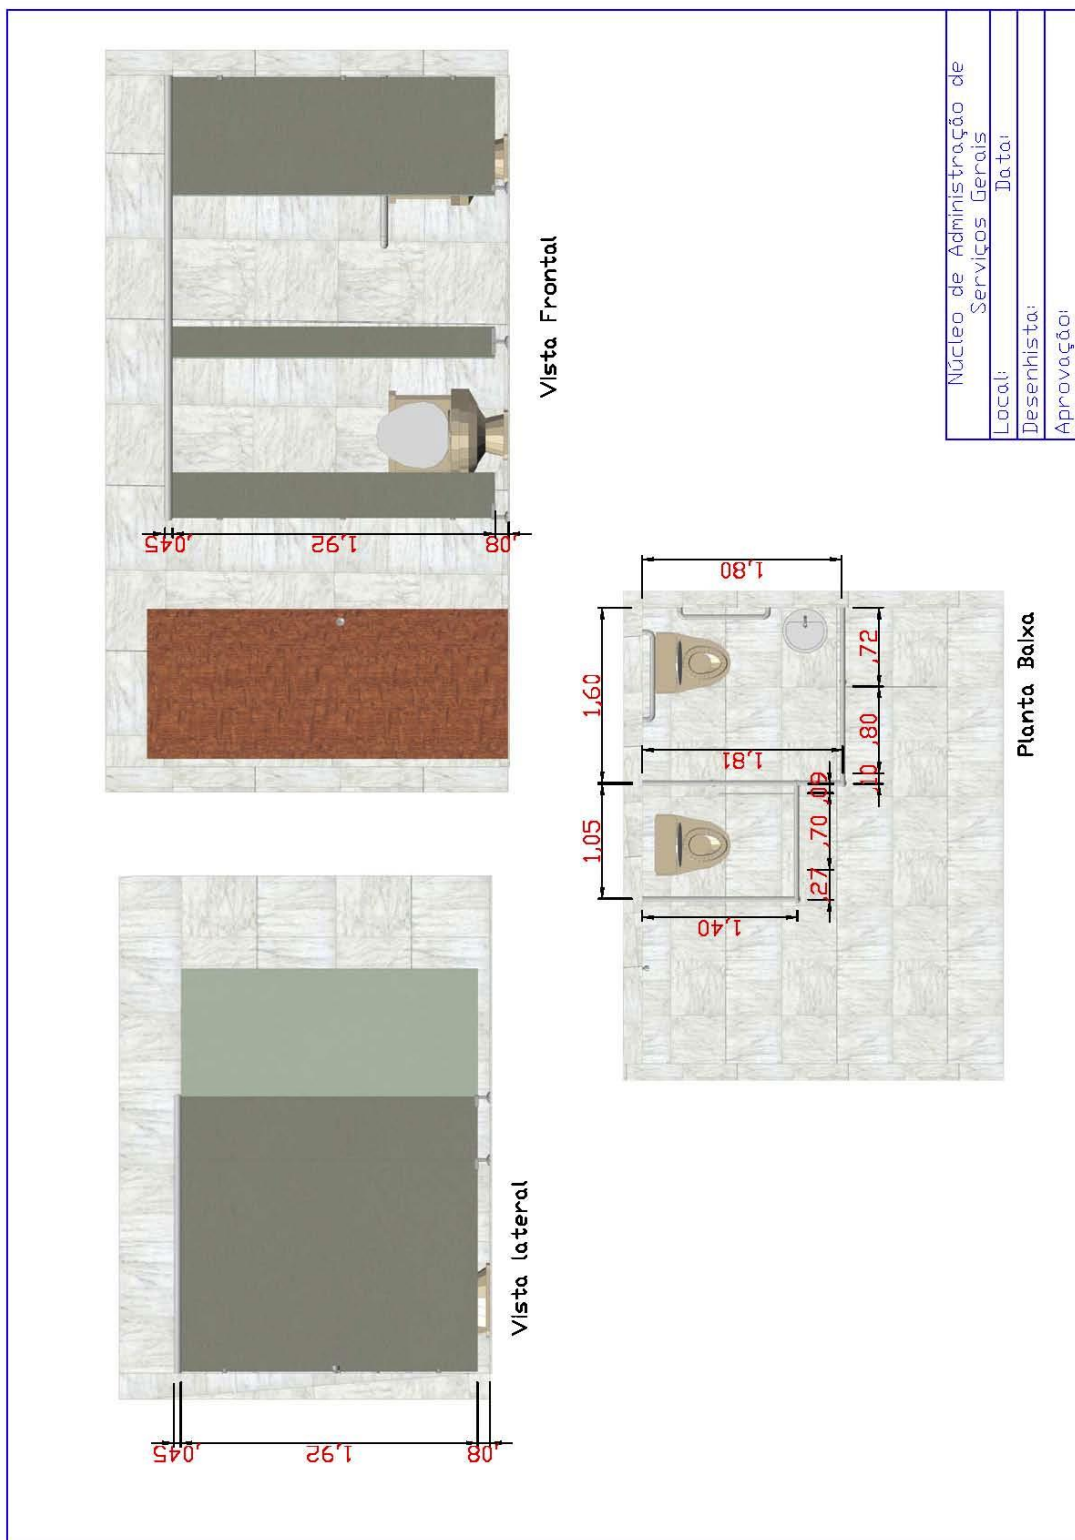 ,045
1,92
,08
Vista Frontal
,045
1,92
,08
Vista lateral
1,60
1,05
1,80
1,81
1,40
,72
,80
,10
,09
,70
,27
Planta Baixa
Núcleo de Administração de
Serviços Gerais
Local: Data:
Desenhista:
Aprovação: